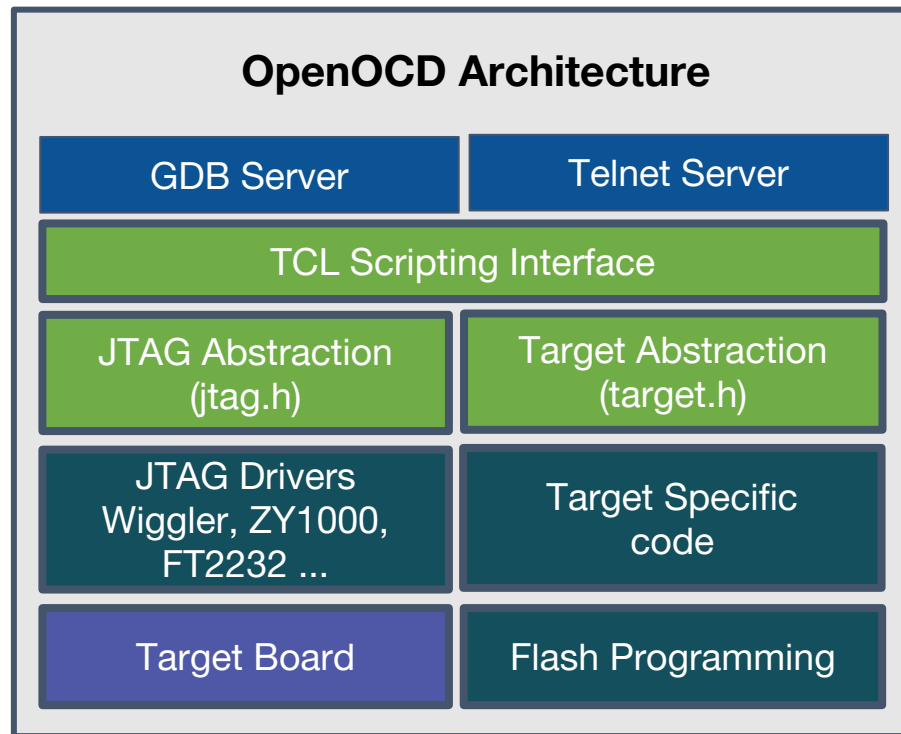 OpenOCD Architecture
GDB Server
Telnet Server
TCL Scripting Interface
JTAG Abstraction
(jtag.h)
Target Abstraction
(target.h)
JTAG Drivers
Wiggler, ZY1000,
FT2232 ...
Target Specific
code
Target Board
Flash Programming